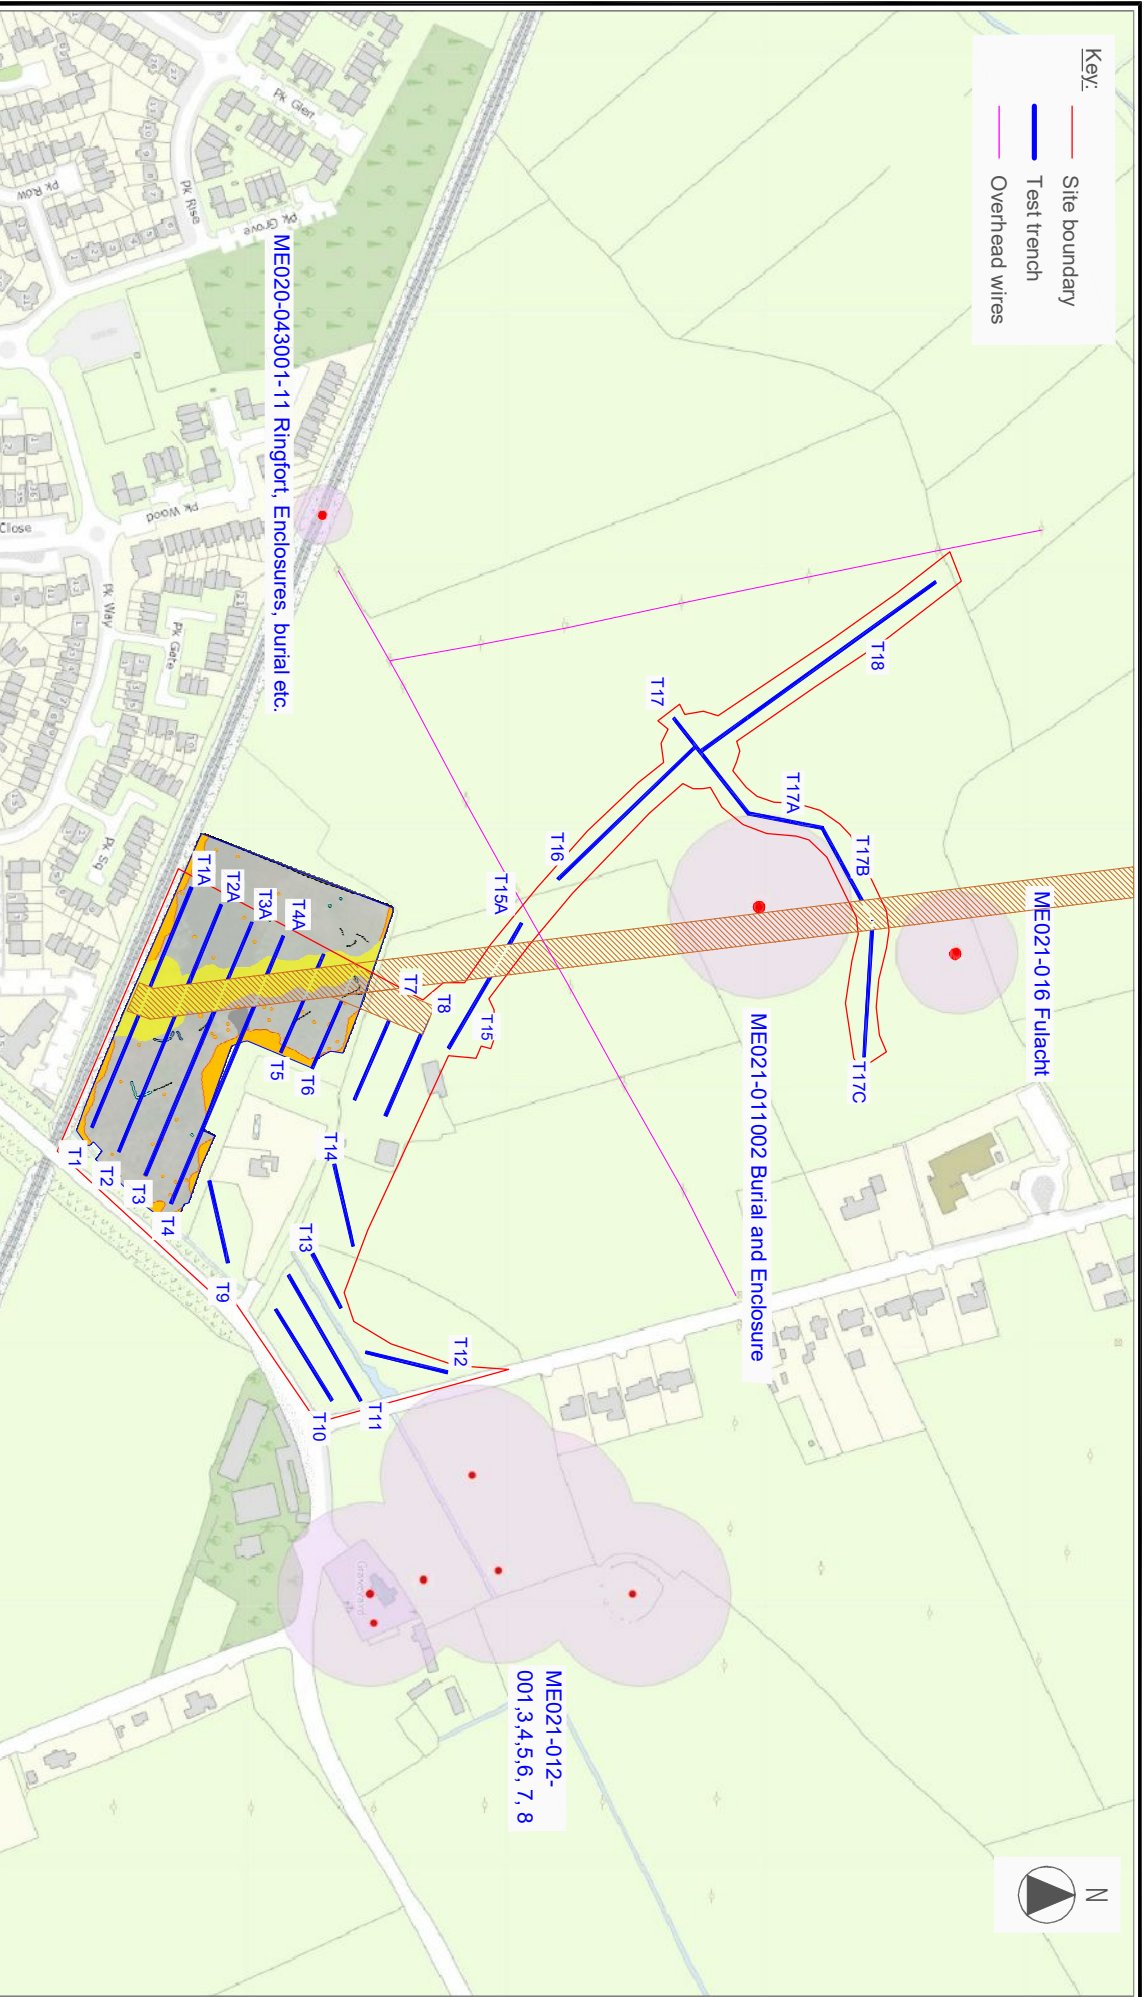 Key:
Site boundary
Test trench
Overhead wires
N
ME021-016 Fulacht
ME021-011002 Burial and Enclosure
ME020-043001-11 Ringfort, Enclosures, burial etc.
ME021-012-
001,3,4,5,6, 7, 8
T18
T17
T17A
T17B
T17C
T16
T15A
T15
T8
T7
T6
T5
T4A
T3A
T2A
T1A
T14
T13
T12
T11
T10
T9
T4
T3
T2
T1
Graveyard
Pk Glen
Pk Rise
Pk Row
Pk Grove
Pk Wood
Close
Pk Way
Pk Gate
Pk Sq